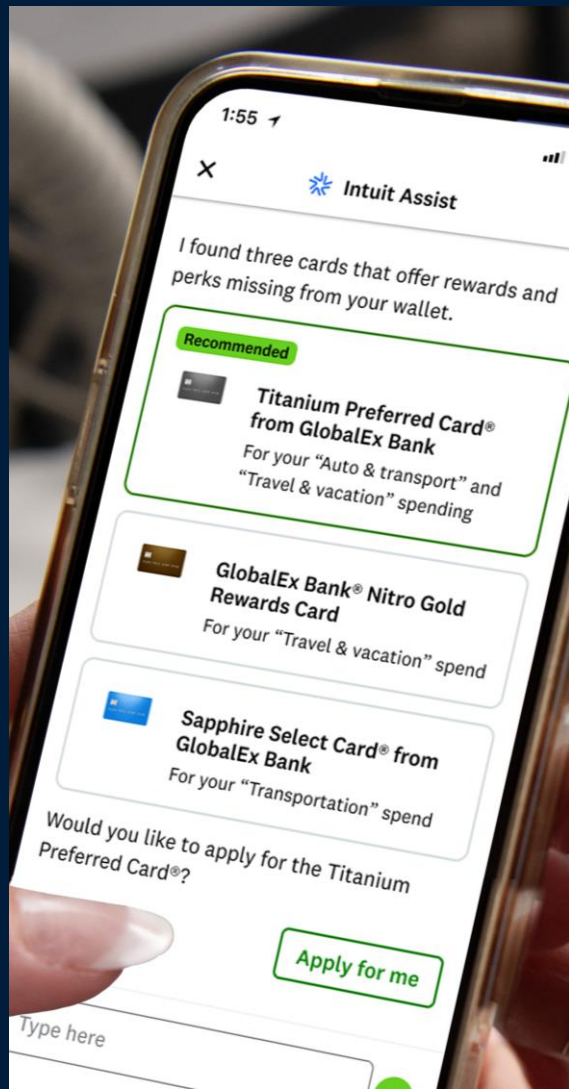 1:55
Intuit Assist
I found three cards that offer rewards and
perks missing from your wallet.
Recommended
Titanium Preferred Card®
from GlobalEx Bank
For your “Auto & transport” and
“Travel & vacation” spending
GlobalEx Bank® Nitro Gold
Rewards Card
For your “Travel & vacation” spend
Sapphire Select Card® from
GlobalEx Bank
For your “Transportation” spend
Would you like to apply for the Titanium
Preferred Card®?
Apply for me
Type here